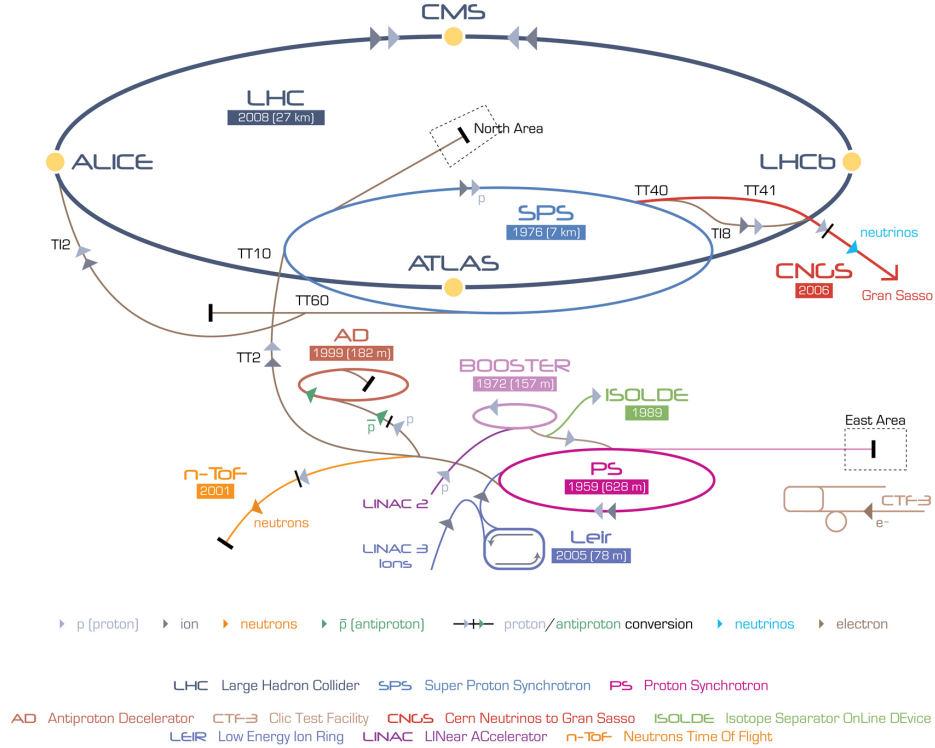 CMS
LHC
2008 (27 km)
North Area
ALICE
LHCb
TT40
TT41
SPS
p
1976 (7 km)
TI8
neutrinos
TI2
TT10
ATLAS
CNGS
2006
Gran Sasso
TT60
AD
1999 (182 m)
TT2
BOOSTER
1972 (157 m)
ISOLDE
1989
p̄
p
East Area
n-ToF
2001
PS
1959 (628 m)
p
LINAC 2
CTF-3
e-
neutrons
LINAC 3
Ions
Leir
2005 (78 m)
p (proton) ion neutrons p̄ (antiproton) proton/antiproton conversion neutrinos electron
LHC Large Hadron Collider SPS Super Proton Synchrotron PS Proton Synchrotron
AD Antiproton Decelerator CTF-3 Clic Test Facility CNGS Cern Neutrinos to Gran Sasso ISOLDE Isotope Separator OnLine DEvice
LEIR Low Energy Ion Ring LINAC LINear ACcelerator n-ToF Neutrons Time Of Flight